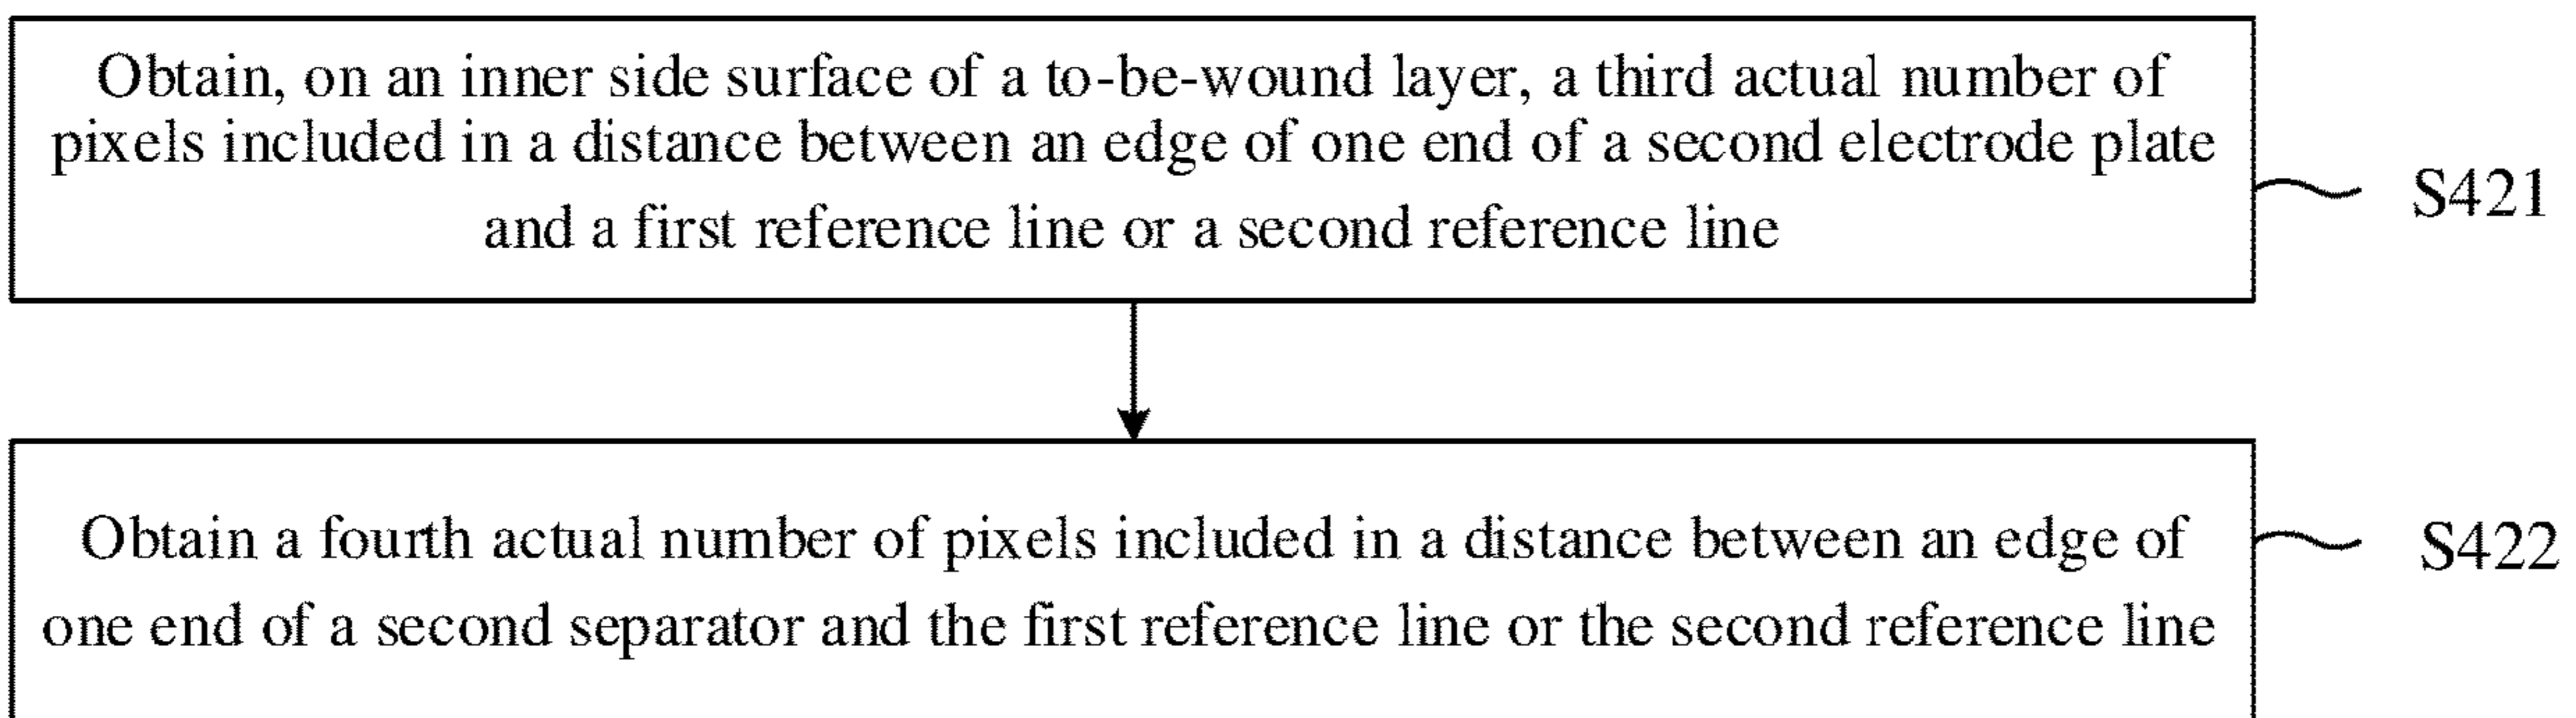 Obtain, on an inner side surface of a to-be-wound layer, a third actual number of
pixels included in a distance between an edge of one end of a second electrode plate
and a first reference line or a second reference line
S421
Obtain a fourth actual number of pixels included in a distance between an edge of
one end of a second separator and the first reference line or the second reference line
S422